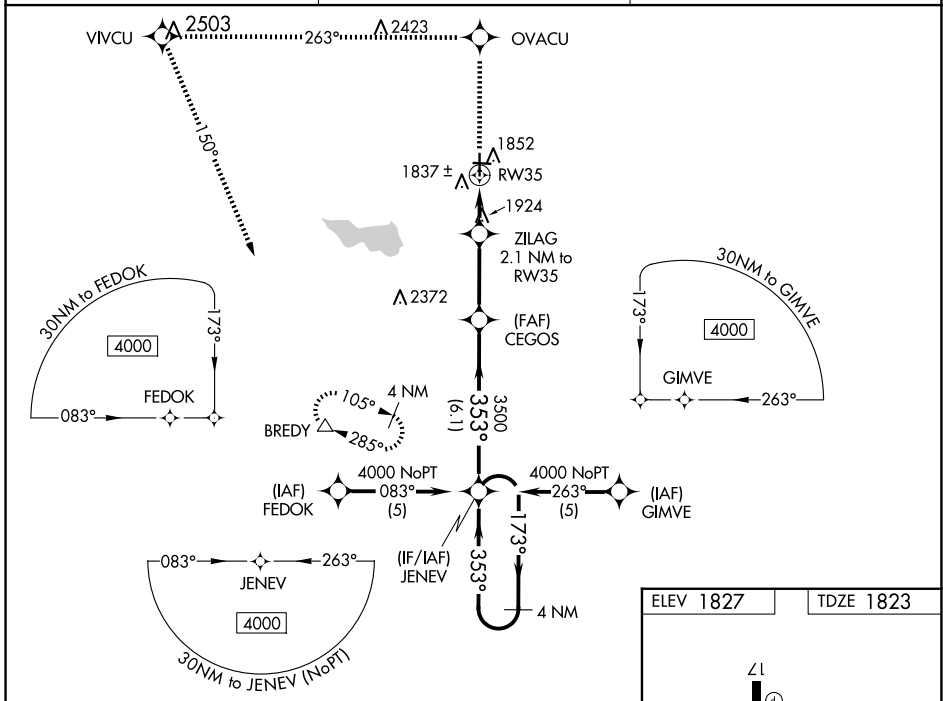 VIVCU
2503
263°
2423
OVACU
150°
1852
1837 ±
RW35
1924
ZILAG
2.1 NM to
RW35
30NM to FEDOK
173°
4000
FEDOK
083°
2372
(FAF)
CEGOS
30NM to GIMVE
173°
4000
GIMVE
263°
4 NM
105°
BREDY
285°
3500
353°
(6.1)
4000 NoPT
083°
(5)
(IAF)
FEDOK
4000 NoPT
263°
(5)
(IAF)
GIMVE
(IF/IAF)
JENEV
353°
173°
4 NM
083°
263°
JENEV
4000
30NM to JENEV (NoPT)
ELEV 1827
TDZE 1823
17